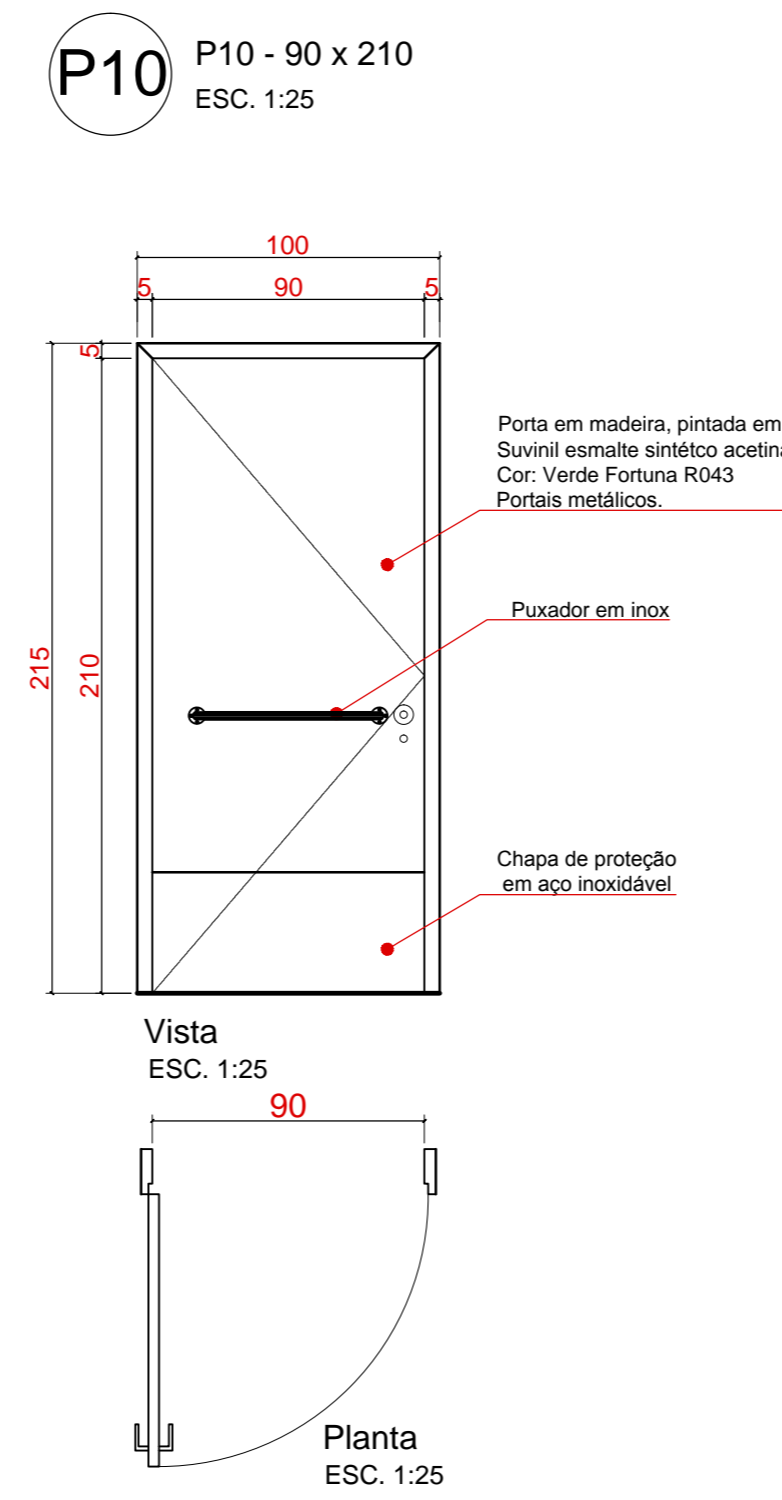 P10
P10 - 90 x 210
ESC. 1:25
100
5 90 5
5
215
210
Porta em madeira, pintada em
Suvinil esmalte sintétco acetina
Cor: Verde Fortuna R043
Portais metálicos.
Puxador em inox
Chapa de proteção
em aço inoxidável
Vista
ESC. 1:25
90
Planta
ESC. 1:25